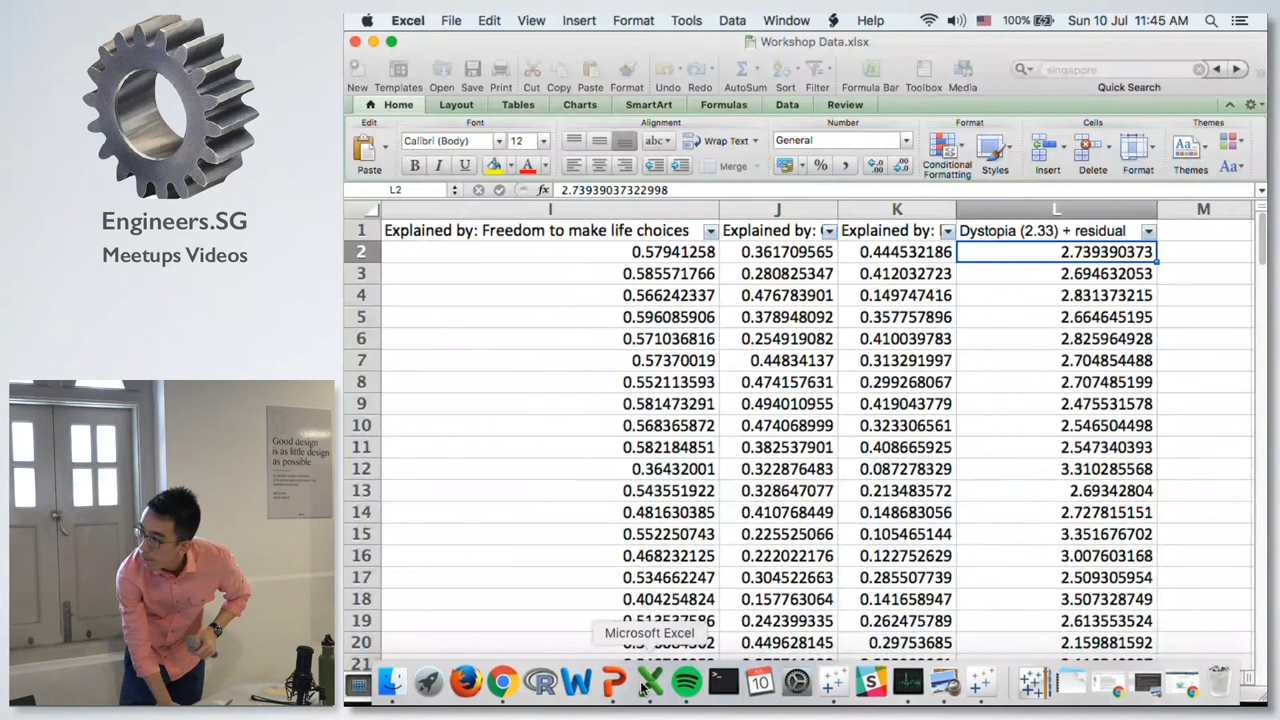 Excel File Edit View Insert Format Tools Data Window Help 100% Sun 10 Jul 11:45 AM
Workshop Data.xlsx
singapore
New Templates Open Save Print Cut Copy Paste Format Undo Redo AutoSum Sort Filter Formula Bar Toolbox Media Quick Search
Home Layout Tables Charts SmartArt Formulas Data Review
Edit Font Alignment Number Format Cells Themes
Calibri (Body) 12 abc Wrap Text General
Paste B I U Merge % Conditional Formatting Styles Insert Delete Format Themes Aa
L2 fx 2.73939037322998
I J K L M
1 Explained by: Freedom to make life choices Explained by: Explained by: Dystopia (2.33) + residual
2 0.57941258 0.361709565 0.444532186 2.739390373
3 0.585571766 0.280825347 0.412032723 2.694632053
4 0.566242337 0.476783901 0.149747416 2.831373215
5 0.596085906 0.378948092 0.357757896 2.664645195
6 0.571036816 0.254919082 0.410039783 2.825964928
7 0.57370019 0.44834137 0.313291997 2.704854488
8 0.552113593 0.474157631 0.299268067 2.707485199
9 0.581473291 0.494010955 0.419043779 2.475531578
10 0.568365872 0.474068999 0.323306561 2.546504498
11 0.582184851 0.382537901 0.408665925 2.547340393
12 0.36432001 0.322876483 0.087278329 3.310285568
13 0.543551921 0.328647077 0.213483572 2.69342804
14 0.481630385 0.410768449 0.148683056 2.727815151
15 0.552250743 0.225525066 0.105465144 3.351676702
16 0.468232125 0.222022176 0.122752629 3.007603168
17 0.534662247 0.304522663 0.285507739 2.509305954
18 0.404254824 0.157763064 0.141658947 3.507328749
19 0.242399335 0.262475789 2.613553524
20 0.449628145 0.29753685 2.159881592
21
Microsoft Excel
10
Engineers.SG
Meetups Videos
Good design
is as little design
as possible